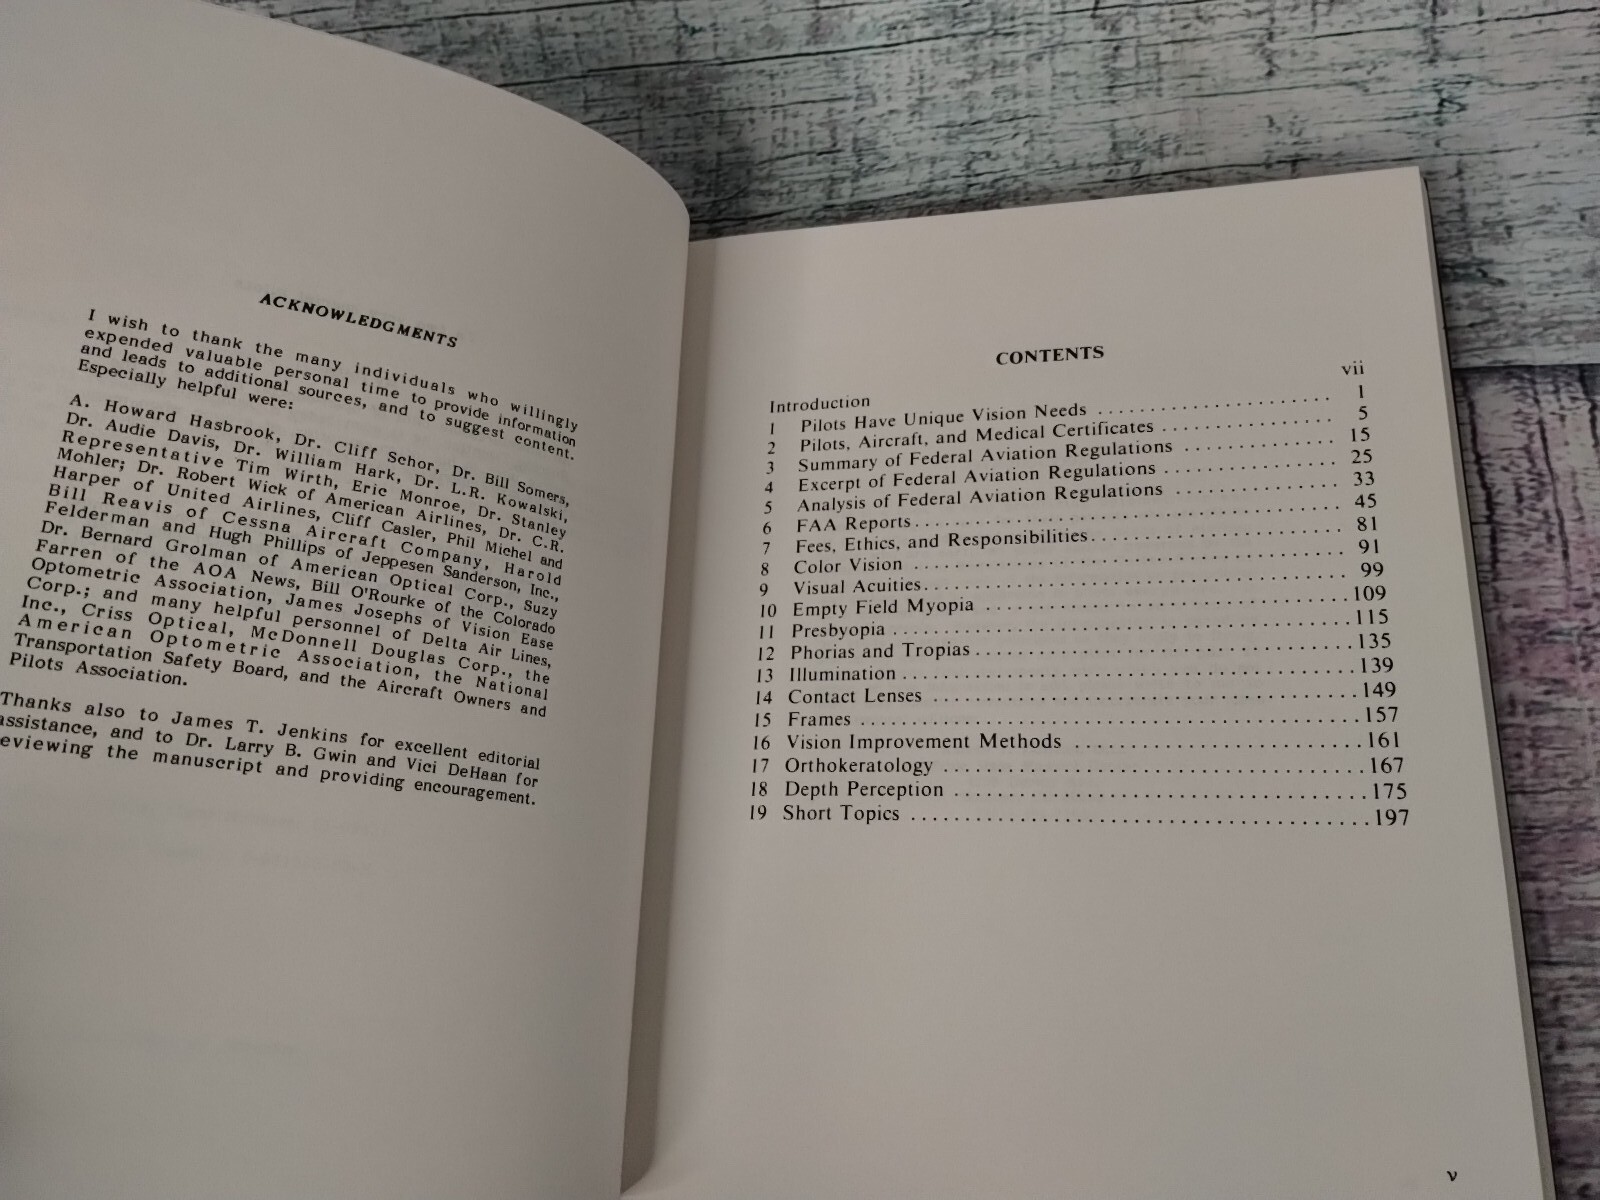 ACKNOWLEDGMENTS
I wish to thank the many individuals who willingly
expended valuable personal time to provide information
and leads to additional sources, and to suggest content.
Especially helpful were:
A. Howard Hasbrook, Dr. Cliff Schor, Dr. Bill Somers,
Dr. Audie Davis, Dr. William Hark, Dr. L.R. Kowalski,
Representative Tim Wirth, Eric Monroe, Dr. Stanley
Mohler; Dr. Robert Wick of American Airlines, Dr. C.R.
Harper of United Airlines, Cliff Casler, Phil Michel and
Bill Reavis of Cessna Aircraft Company, Harold
Felderman and Hugh Phillips of Jeppesen Sanderson, Inc.,
Dr. Bernard Grolman of American Optical Corp., Suzy
Farren of the AOA News, Bill O'Rourke of the Colorado
Optometric Association, James Josephs of Vision Ease
Corp.; and many helpful personnel of Delta Air Lines,
Inc., Criss Optical, McDonnell Douglas Corp., the
American Optometric Association, the National
Transportation Safety Board, and the Aircraft Owners and
Pilots Association.
Thanks also to James T. Jenkins for excellent editorial
assistance, and to Dr. Larry B. Gwin and Vici DeHaan for
eviewing the manuscript and providing encouragement.
CONTENTS
Introduction vii
1 Pilots Have Unique Vision Needs . . . . . . . . . . 1
2 Pilots, Aircraft, and Medical Certificates . . . . . . . . . . 5
3 Summary of Federal Aviation Regulations . . . . . . . . . . 15
4 Excerpt of Federal Aviation Regulations . . . . . . . . . . 25
5 Analysis of Federal Aviation Regulations . . . . . . . . . . 33
6 FAA Reports . . . . . . . . . . 45
7 Fees, Ethics, and Responsibilities . . . . . . . . . . 81
8 Color Vision . . . . . . . . . . 91
9 Visual Acuities . . . . . . . . . . 99
10 Empty Field Myopia . . . . . . . . . . 109
11 Presbyopia . . . . . . . . . . 115
12 Phorias and Tropias . . . . . . . . . . 135
13 Illumination . . . . . . . . . . 139
14 Contact Lenses . . . . . . . . . . 149
15 Frames . . . . . . . . . . 157
16 Vision Improvement Methods . . . . . . . . . . 161
17 Orthokeratology . . . . . . . . . . 167
18 Depth Perception . . . . . . . . . . 175
19 Short Topics . . . . . . . . . . 197
v